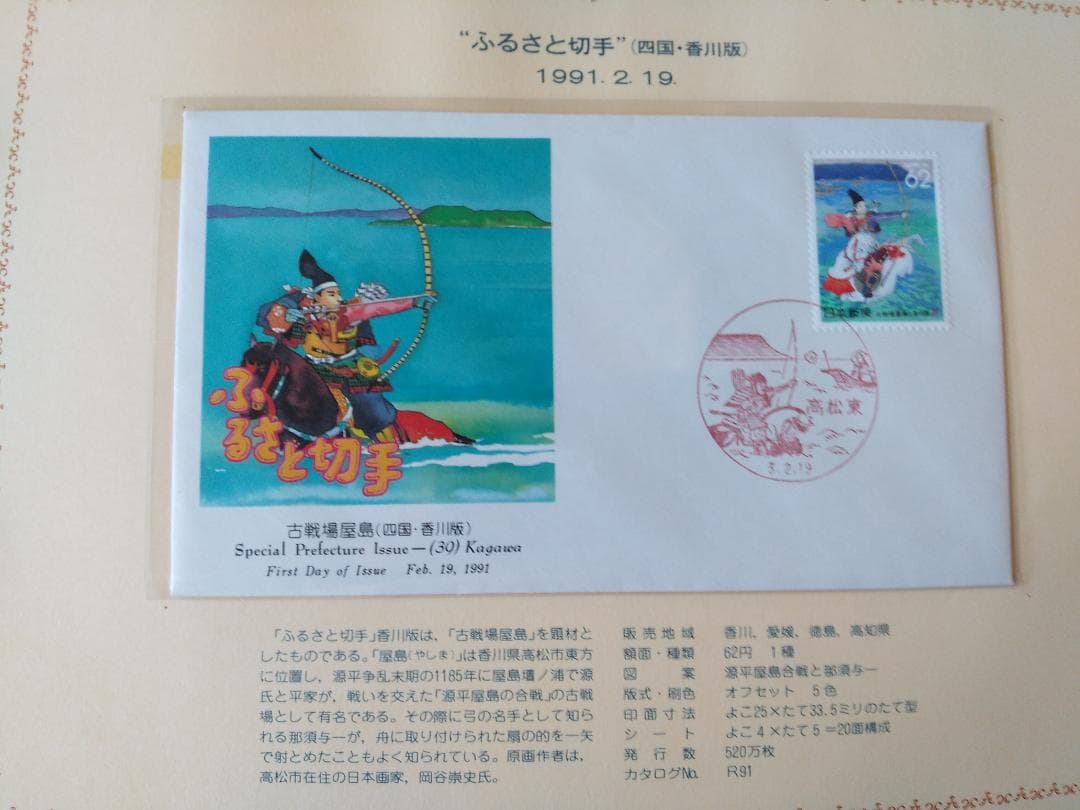 “ふるさと切手”(四国・香川版)
1991. 2. 19.
62
日本郵便
高松東
3.2.19
ふるさと切手
古戦場屋島(四国・香川版)
Special Prefecture Issue—(30) Kagawa
First Day of Issue Feb. 19, 1991
「ふるさと切手」香川版は、「古戦場屋島」を題材と
したものである。「屋島(やしま)」は香川県高松市東方
に位置し、源平争乱末期の1185年に屋島壇ノ浦で源
氏と平家が、戦いを交えた「源平屋島の合戦」の古戦
場として有名である。その際に弓の名手として知ら
れる那須与一が、舟に取り付けられた扇の的を一矢
で射とめたこともよく知られている。原画作者は、
高松市在住の日本画家，岡谷崇史氏。
販売地域 香川、愛媛、徳島、高知県
額面・種類 62円 1種
図案 源平屋島合戦と那須与一
版式・刷色 オフセット 5色
印面寸法 よこ25×たて33.5ミリのたて型
シート よこ4×たて5=20面構成
発行数 520万枚
カタログNo. R91